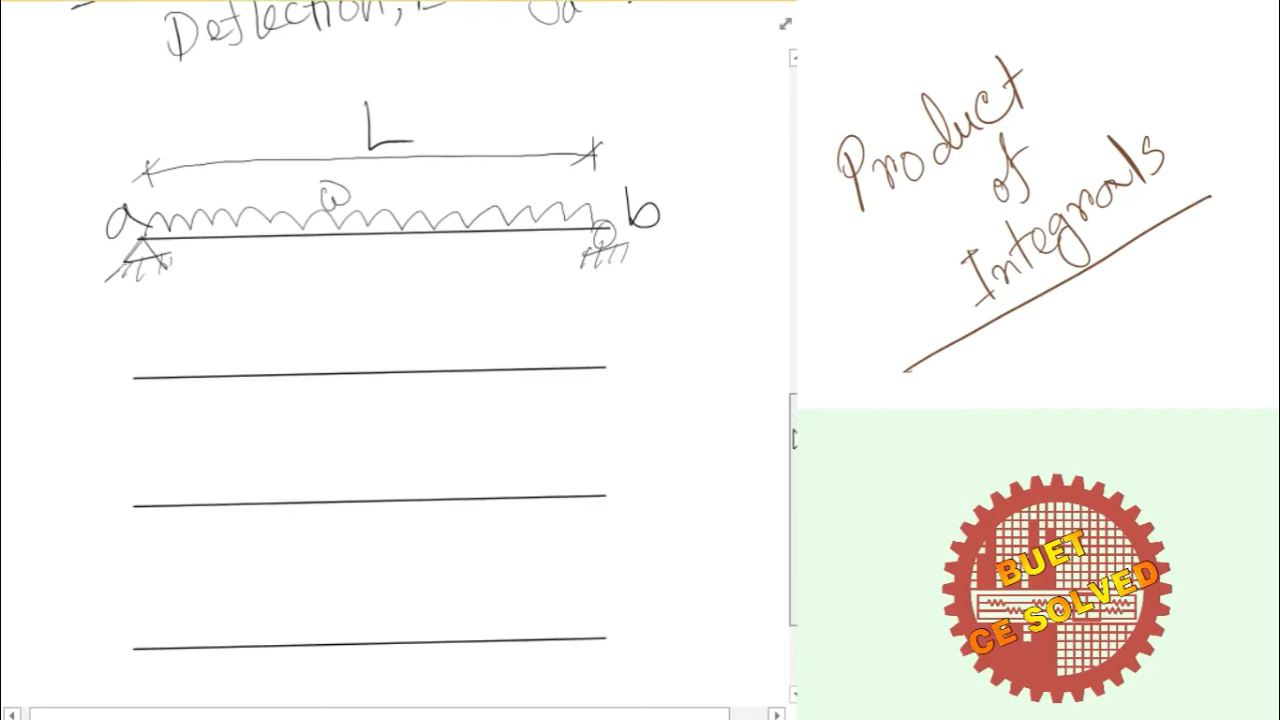 Deflection,
L
ω
a
b
Product
of
Integrals
BUET
CE SOLVED